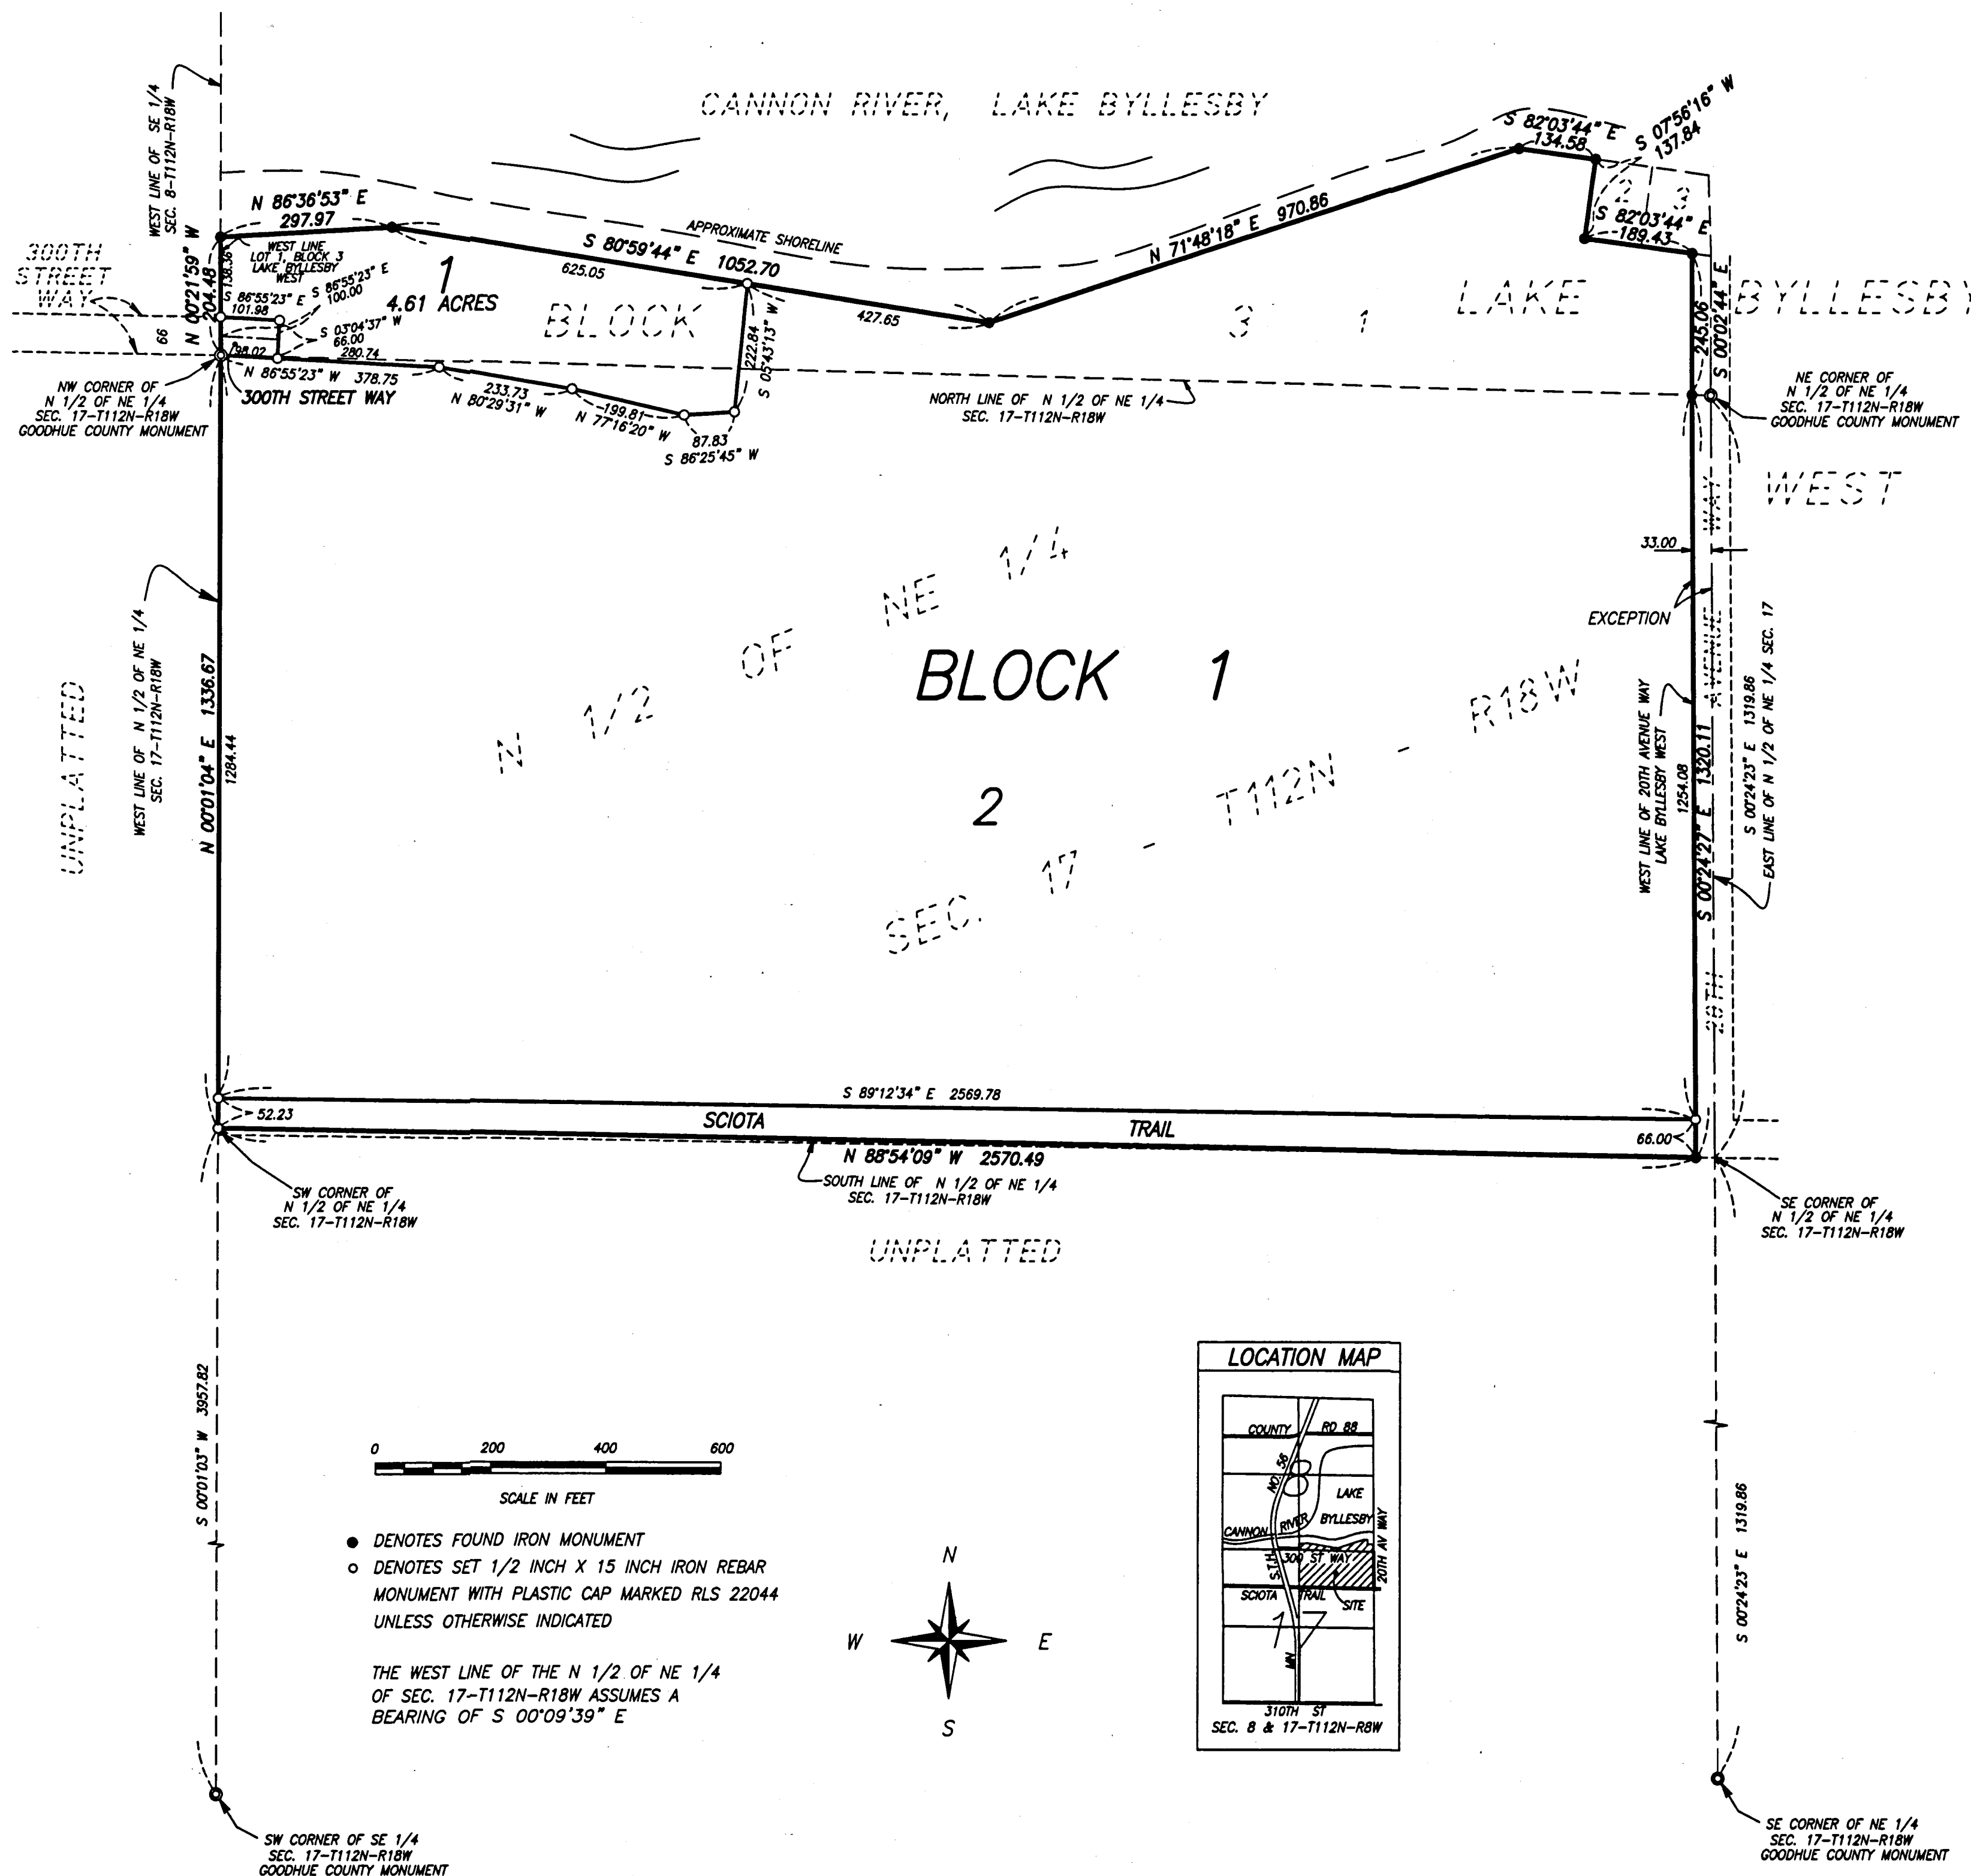 CANNON RIVER, LAKE BYLLESBY
WEST LINE OF SE 1/4
SEC. 8-T112N-R18W
N 86°36'53" E
297.97
WEST LINE
LOT 1, BLOCK 3
LAKE BYLLESBY
WEST
300TH
STREET
WAY
66
N 00°21'59" W
204.48
138.36
S 86°55'23" E
101.98
S 86°55'23" E
100.00
S 03°04'37" W
66.00
1
4.61 ACRES
98.02
280.74
N 86°55'23" W 378.75
300TH STREET WAY
NW CORNER OF
N 1/2 OF NE 1/4
SEC. 17-T112N-R18W
GOODHUE COUNTY MONUMENT
APPROXIMATE SHORELINE
S 80°59'44" E 1052.70
625.05
427.65
BLOCK 3
1
LAKE BYLLESBY
WEST
222.84
S 05°43'13" W
233.73
N 80°29'31" W
199.81
N 77°16'20" W
87.83
S 86°25'45" W
N 71°48'18" E 970.86
S 82°03'44" E
134.58
S 07°56'16" W
137.84
2 3
S 82°03'44" E
189.43
245.06
S 00°02'44" E
NORTH LINE OF N 1/2 OF NE 1/4
SEC. 17-T112N-R18W
NE CORNER OF
N 1/2 OF NE 1/4
SEC. 17-T112N-R18W
GOODHUE COUNTY MONUMENT
33.00
EXCEPTION
20TH AVENUE WAY
WEST LINE OF 20TH AVENUE WAY
LAKE BYLLESBY WEST
1254.08
S 00°24'27" E 1320.11
S 00°24'23" E 1319.86
EAST LINE OF N 1/2 OF NE 1/4 SEC. 17
UNPLATTED
WEST LINE OF N 1/2 OF NE 1/4
SEC. 17-T112N-R18W
N 00°01'04" E 1336.67
1284.44
N 1/2 OF NE 1/4
BLOCK 1
2
SEC. 17 - T112N - R18W
S 89°12'34" E 2569.78
52.23
SCIOTA TRAIL
66.00
N 88°54'09" W 2570.49
SOUTH LINE OF N 1/2 OF NE 1/4
SEC. 17-T112N-R18W
SW CORNER OF
N 1/2 OF NE 1/4
SEC. 17-T112N-R18W
SE CORNER OF
N 1/2 OF NE 1/4
SEC. 17-T112N-R18W
UNPLATTED
S 00°01'03" W 3957.82
S 00°24'23" E 1319.86
0 200 400 600
SCALE IN FEET
DENOTES FOUND IRON MONUMENT
DENOTES SET 1/2 INCH X 15 INCH IRON REBAR
MONUMENT WITH PLASTIC CAP MARKED RLS 22044
UNLESS OTHERWISE INDICATED
THE WEST LINE OF THE N 1/2 OF NE 1/4
OF SEC. 17-T112N-R18W ASSUMES A
BEARING OF S 00°09'39" E
N
W E
S
LOCATION MAP
COUNTY RD 88
NO. 56
8
LAKE
BYLLESBY
CANNON RIVER
S.T.H.
300 ST WAY
20TH AV WAY
SCIOTA TRAIL
SITE
17
MN
310TH ST
SEC. 8 & 17-T112N-R8W
SW CORNER OF SE 1/4
SEC. 17-T112N-R18W
GOODHUE COUNTY MONUMENT
SE CORNER OF NE 1/4
SEC. 17-T112N-R18W
GOODHUE COUNTY MONUMENT